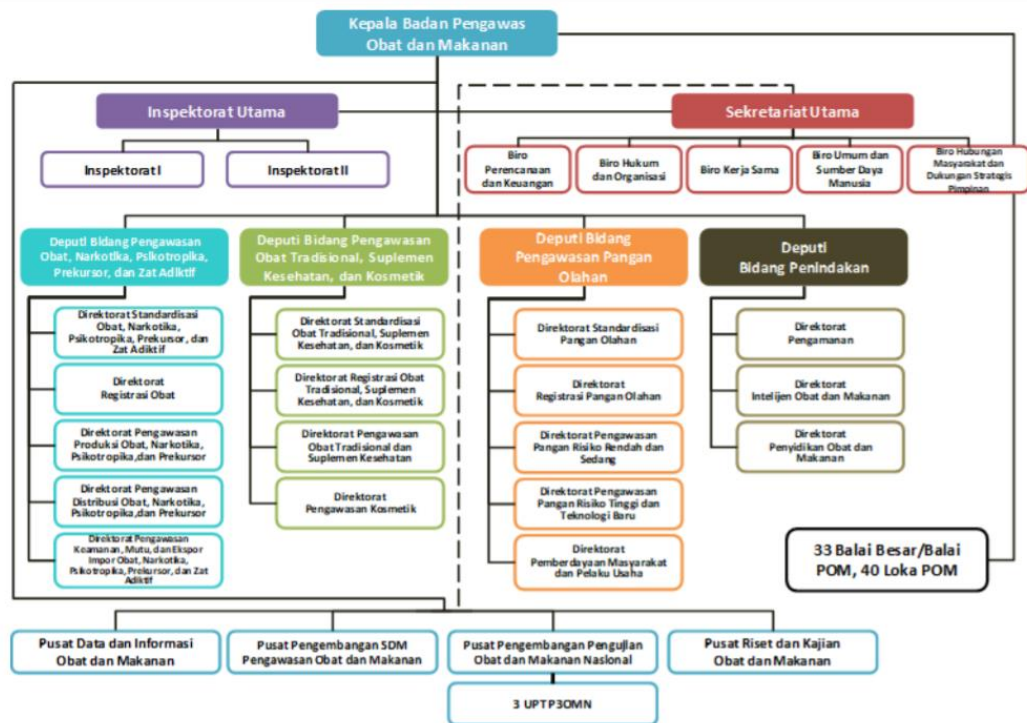 Kepala Badan Pengawas
Obat dan Makanan
Inspektorat Utama
Sekretariat Utama
Inspektorat I
Inspektorat II
Biro
Perencanaan
dan Keuangan
Biro Hukum
dan Organisasi
Biro Kerja Sama
Biro Umum dan
Sumber Daya
Manusia
Biro Hubungan
Masyarakat dan
Dukungan Strategis
Pimpinan
Deputi Bidang Pengawasan
Obat, Narkotika, Psikotropika,
Prekursor, dan Zat Adiktif
Direktorat Standardisasi
Obat, Narkotika,
Psikotropika, Prekursor, dan
Zat Adiktif
Direktorat
Registrasi Obat
Direktorat Pengawasan
Produksi Obat, Narkotika,
Psikotropika,dan Prekursor
Direktorat Pengawasan
Distribusi Obat, Narkotika,
Psikotropika,dan Prekursor
Direktorat Pengawasan
Keamanan, Mutu, dan Ekspor
Impor Obat, Narkotika,
Psikotropika, Prekursor, dan Zat
Adiktif
Deputi Bidang Pengawasan
Obat Tradisional, Suplemen
Kesehatan, dan Kosmetik
Direktorat Standardisasi
Obat Tradisional, Suplemen
Kesehatan, dan Kosmetik
Direktorat Registrasi Obat
Tradisional, Suplemen
Kesehatan, dan Kosmetik
Direktorat Pengawasan
Obat Tradisional dan
Suplemen Kesehatan
Direktorat
Pengawasan Kosmetik
Deputi Bidang
Pengawasan Pangan
Olahan
Direktorat Standardisasi
Pangan Olahan
Direktorat
Registrasi Pangan Olahan
Direktorat Pengawasan
Pangan Risiko Rendah dan
Sedang
Direktorat Pengawasan
Pangan Risiko Tinggi dan
Teknologi Baru
Direktorat
Pemberdayaan Masyarakat
dan Pelaku Usaha
Deputi
Bidang Penindakan
Direktorat
Pengamanan
Direktorat
Intelijen Obat dan Makanan
Direktorat
Penyidikan Obat dan
Makanan
33 Balai Besar/Balai
POM, 40 Loka POM
Pusat Data dan Informasi
Obat dan Makanan
Pusat Pengembangan SDM
Pengawasan Obat dan Makanan
Pusat Pengembangan Pengujian
Obat dan Makanan Nasional
Pusat Riset dan Kajian
Obat dan Makanan
3 UPTP3OMN